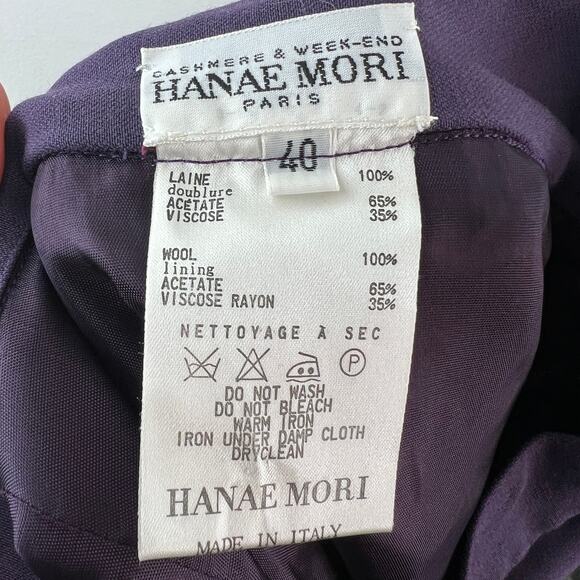 CASHMERE & WEEK-END
HANAE MORI
PARIS
40
LAINE 100%
doublure
ACÉTATE 65%
VISCOSE 35%
WOOL 100%
lining
ACETATE 65%
VISCOSE RAYON 35%
NETTOYAGE À SEC
P
DO NOT WASH
DO NOT BLEACH
WARM IRON
IRON UNDER DAMP CLOTH
DRYCLEAN
HANAE MORI
MADE IN ITALY